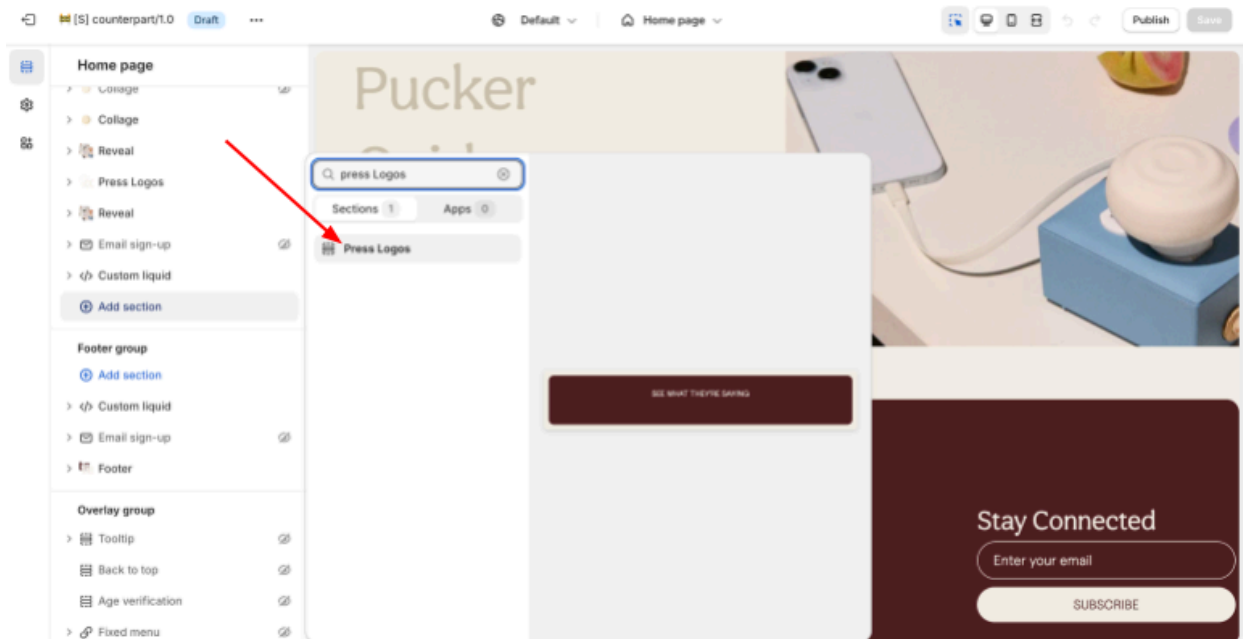 [S] counterpart/1.0 Draft ...
Default
Home page
Publish
Save
Home page
Collage
Collage
Reveal
Press Logos
Reveal
Email sign-up
</> Custom liquid
Add section
Footer group
Add section
</> Custom liquid
Email sign-up
Footer
Overlay group
Tooltip
Back to top
Age verification
Fixed menu
press Logos
Sections 1
Apps 0
Press Logos
Pucker
SEE WHAT THEY'RE SAYING
Stay Connected
Enter your email
SUBSCRIBE